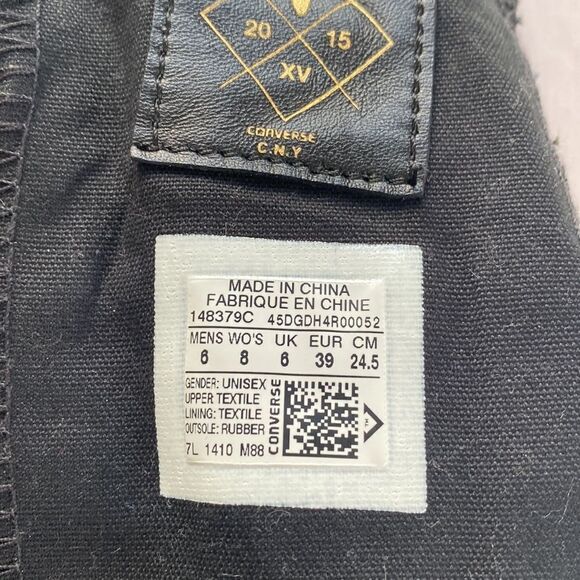 20 15
XV
CONVERSE
C.N.Y
MADE IN CHINA
FABRIQUE EN CHINE
148379C 45DGDH4R00052
MENS WO'S UK EUR CM
6 8 6 39 24.5
GENDER: UNISEX
UPPER TEXTILE
LINING: TEXTILE
OUTSOLE: RUBBER
7L 1410 M88
CONVERSE
TM